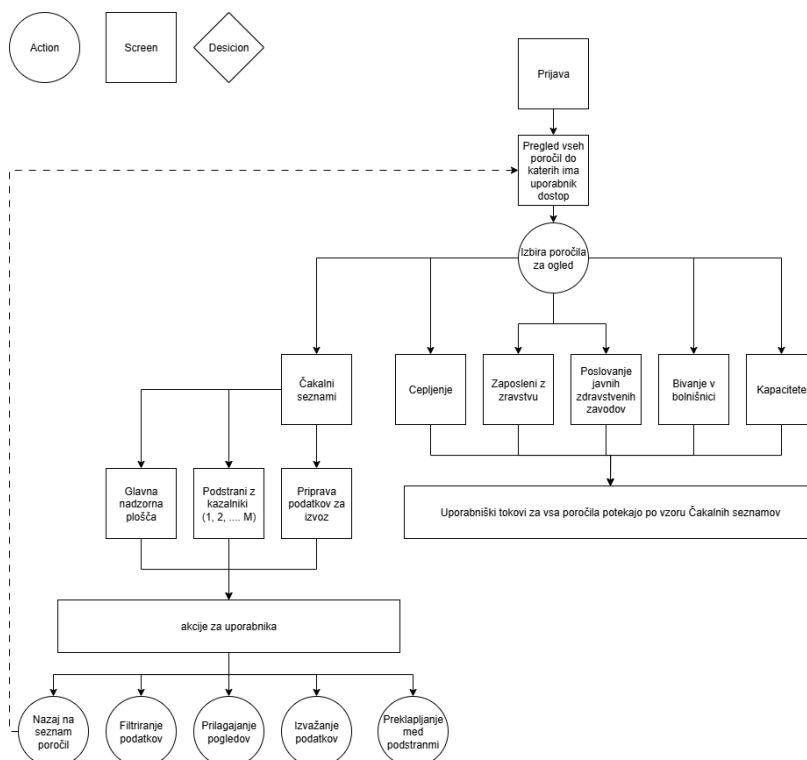 Action
Screen
Desicion
Prijava
Pregled vseh
poročil do
katerih ima
uporabnik
dostop
Izbira poročila
za ogled
Čakalni
seznami
Cepljenje
Zaposleni z
zravstvu
Poslovanje
javnih
zdravstvenih
zavodov
Bivanje v
bolnišnici
Kapacitete
Glavna
nadzorna
plošča
Podstrani z
kazalniki
(1, 2, .... M)
Priprava
podatkov za
izvoz
Uporabniški tokovi za vsa poročila potekajo po vzoru Čakalnih seznamov
akcije za uporabnika
Nazaj na
seznam
poročil
Filtriranje
podatkov
Prilagajanje
pogledov
Izvažanje
podatkov
Preklapljanje
med
podstranmi